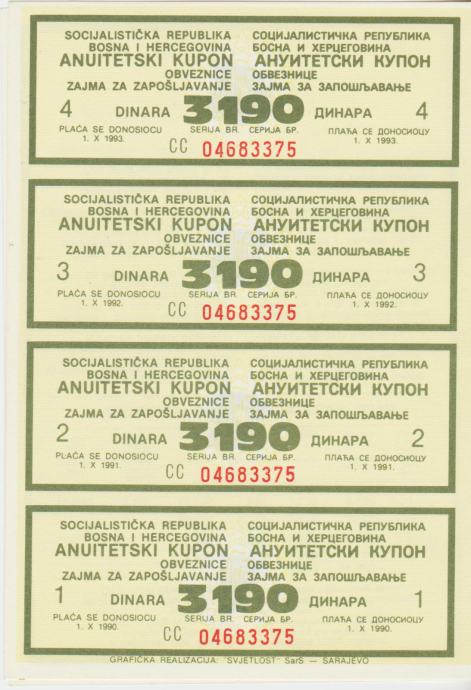 SOCIJALISTIČKA REPUBLIKA СОЦИЈАЛИСТИЧКА РЕПУБЛИКА
BOSNA I HERCEGOVINA БОСНА И ХЕРЦЕГОВИНА
ANUITETSKI KUPON АНУИТЕТСКИ КУПОН
OBVEZNICE ОБВЕЗНИЦЕ
ZAJMA ZA ZAPOŠLJAVANJE ЗАЈМА ЗА ЗАПОШЉАВАЊЕ
4 DINARA 3190 ДИНАРА 4
PLAĆA SE DONOSIOCU SERIJA BR. СЕРИЈА БР. ПЛАЋА СЕ ДОНОСИОЦУ
1. X 1993. CC 04683375 1. X 1993.
SOCIJALISTIČKA REPUBLIKA СОЦИЈАЛИСТИЧКА РЕПУБЛИКА
BOSNA I HERCEGOVINA БОСНА И ХЕРЦЕГОВИНА
ANUITETSKI KUPON АНУИТЕТСКИ КУПОН
OBVEZNICE ОБВЕЗНИЦЕ
ZAJMA ZA ZAPOŠLJAVANJE ЗАЈМА ЗА ЗАПОШЉАВАЊЕ
3 DINARA 3190 ДИНАРА 3
PLAĆA SE DONOSIOCU SERIJA BR. СЕРИЈА БР. ПЛАЋА СЕ ДОНОСИОЦУ
1. X 1992. CC 04683375 1. X 1992.
SOCIJALISTIČKA REPUBLIKA СОЦИЈАЛИСТИЧКА РЕПУБЛИКА
BOSNA I HERCEGOVINA БОСНА И ХЕРЦЕГОВИНА
ANUITETSKI KUPON АНУИТЕТСКИ КУПОН
OBVEZNICE ОБВЕЗНИЦЕ
ZAJMA ZA ZAPOŠLJAVANJE ЗАЈМА ЗА ЗАПОШЉАВАЊЕ
2 DINARA 3190 ДИНАРА 2
PLAĆA SE DONOSIOCU SERIJA BR. СЕРИЈА БР. ПЛАЋА СЕ ДОНОСИОЦУ
1. X 1991. CC 04683375 1. X 1991.
SOCIJALISTIČKA REPUBLIKA СОЦИЈАЛИСТИЧКА РЕПУБЛИКА
BOSNA I HERCEGOVINA БОСНА И ХЕРЦЕГОВИНА
ANUITETSKI KUPON АНУИТЕТСКИ КУПОН
OBVEZNICE ОБВЕЗНИЦЕ
ZAJMA ZA ZAPOŠLJAVANJE ЗАЈМА ЗА ЗАПОШЉАВАЊЕ
1 DINARA 3190 ДИНАРА 1
PLAĆA SE DONOSIOCU SERIJA BR. СЕРИЈА БР. ПЛАЋА СЕ ДОНОСИОЦУ
1. X 1990. CC 04683375 1. X 1990.
GRAFIČKA REALIZACIJA: "SVJETLOST" SarS — SARAJEVO